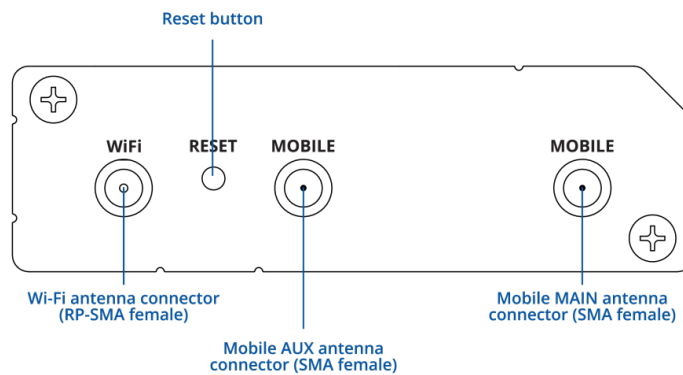 Reset button
WiFi
RESET
MOBILE
MOBILE
Wi-Fi antenna connector
(RP-SMA female)
Mobile AUX antenna
connector (SMA female)
Mobile MAIN antenna
connector (SMA female)